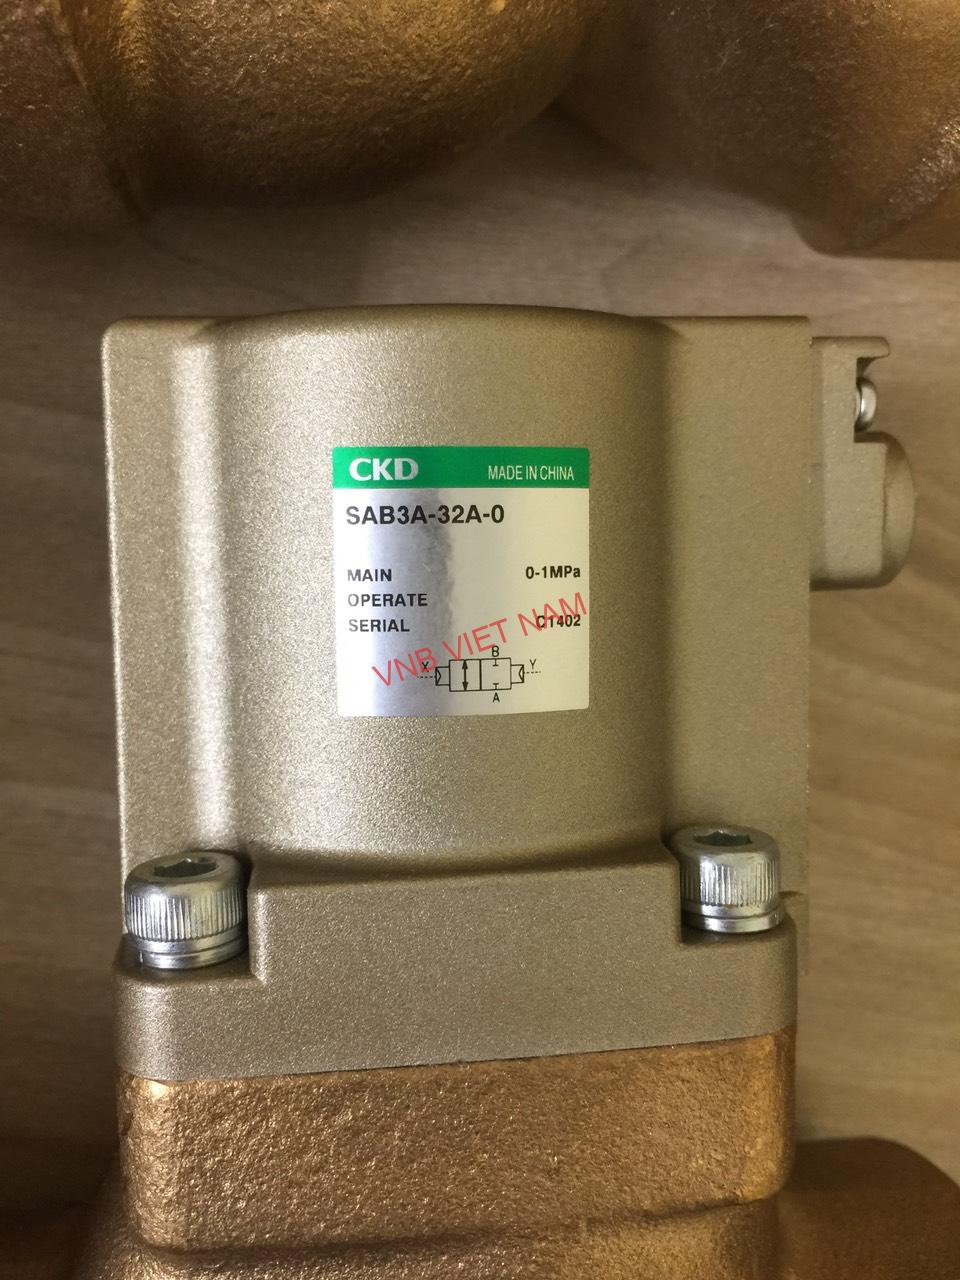 CKD MADE IN CHINA
SAB3A-32A-0
MAIN 0-1MPa
OPERATE
SERIAL C1402
VNB VIET NAM
B
X Y
A